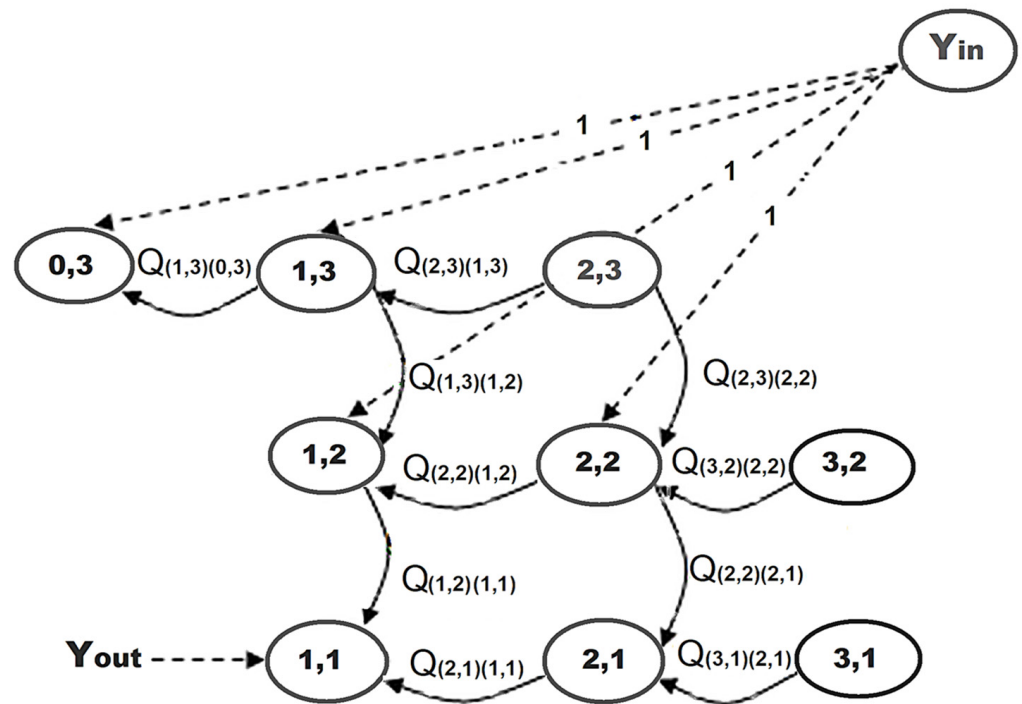 Yin
1
1
1
1
0,3
Q(1,3)(0,3)
1,3
Q(2,3)(1,3)
2,3
Q(1,3)(1,2)
Q(2,3)(2,2)
1,2
Q(2,2)(1,2)
2,2
Q(3,2)(2,2)
3,2
Q(1,2)(1,1)
Q(2,2)(2,1)
Yout
1,1
Q(2,1)(1,1)
2,1
Q(3,1)(2,1)
3,1